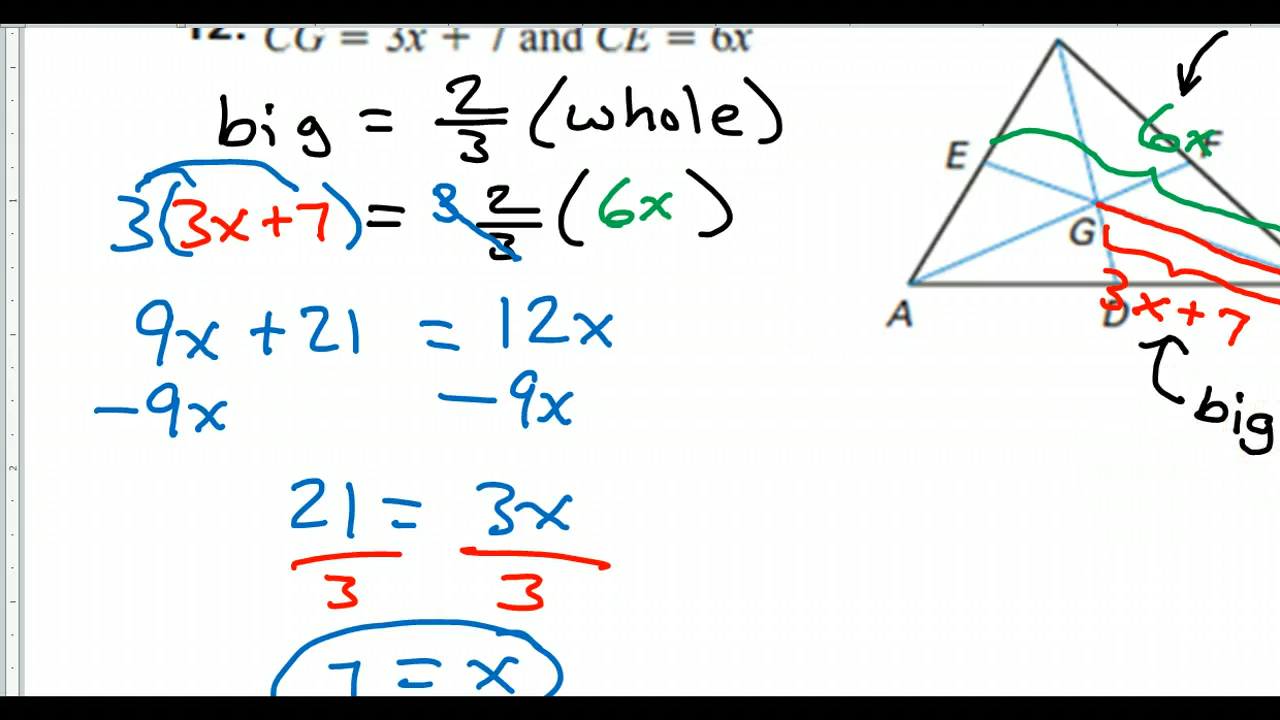 12. CG = 3x + 7 and CE = 6x
big = 2/3 (whole)
3(3x+7) = 3 2/3 (6x)
9x + 21 = 12x
-9x -9x
21 = 3x
3 3
7 = x
6x
E
F
G
A
D
3x+7
big